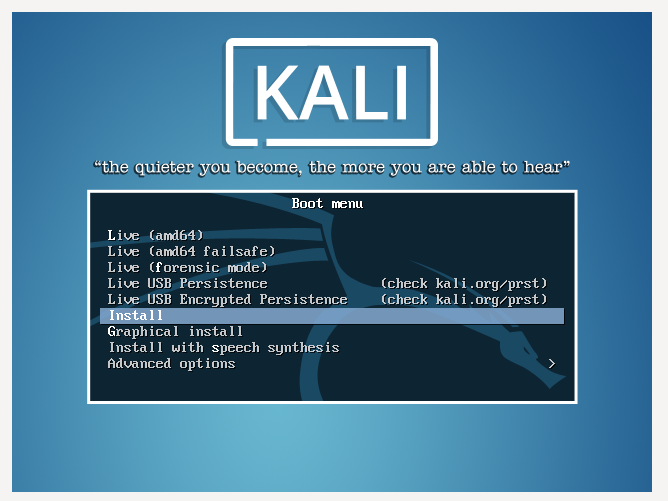 KALI
“the quieter you become, the more you are able to hear”
Boot menu
Live (amd64)
Live (amd64 failsafe)
Live (forensic mode)
Live USB Persistence (check kali.org/prst)
Live USB Encrypted Persistence (check kali.org/prst)
Install
Graphical install
Install with speech synthesis
Advanced options >